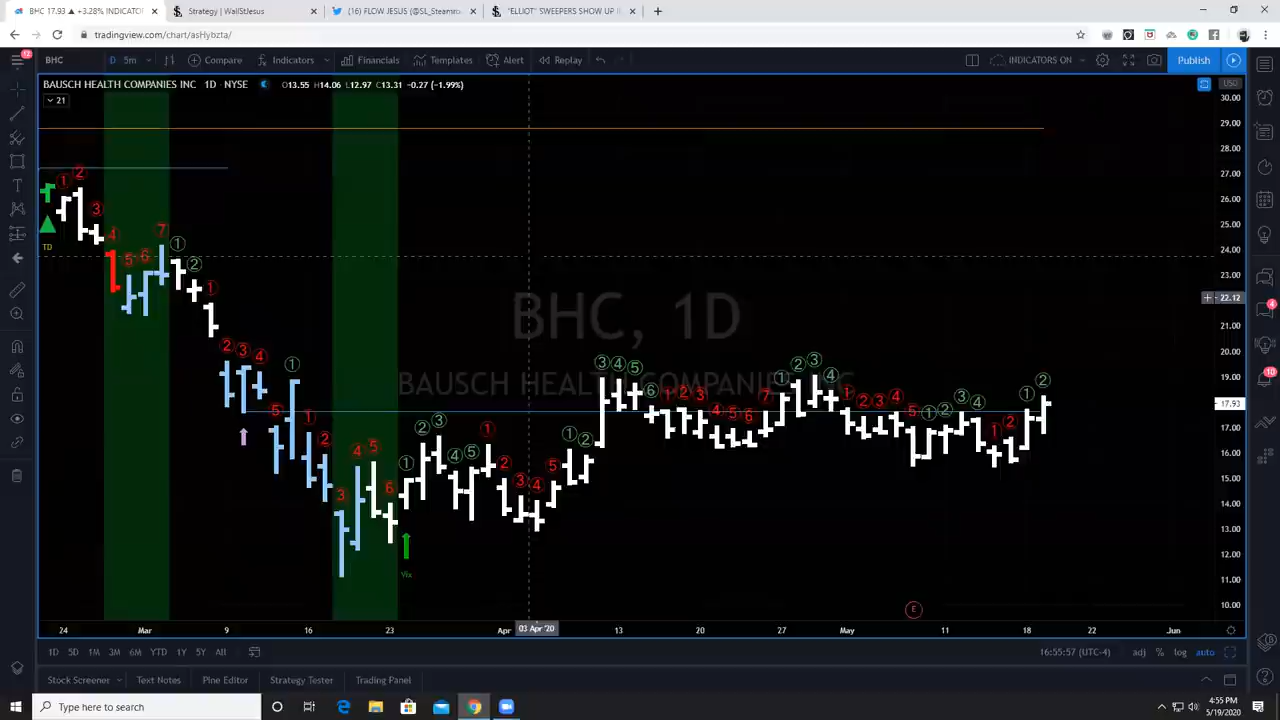 BHC 17.93 ▲ +3.28% INDICATOR
Strategy | WallStJesus
(16) FLOW JESUS (@SL_Steamro
"ELLIOT" SWEEPERS SHOW UP I
tradingview.com/chart/asHybzta/
BHC
D 5m
Compare
Indicators
Financials
Templates
Alert
Replay
INDICATORS ON
Publish
BAUSCH HEALTH COMPANIES INC 1D NYSE
O13.55 H14.06 L12.97 C13.31 -0.27 (-1.99%)
21
USD
30.00
29.00
28.00
27.00
26.00
25.00
24.00
23.00
22.12
21.00
20.00
19.00
17.93
17.00
16.00
15.00
14.00
13.00
12.00
11.00
10.00
BHC, 1D
BAUSCH HEALTH COMPANIES INC
TD
Vix
E
24 Mar 9 16 23 Apr 03 Apr '20 13 20 27 May 11 18 22 Jun
1D 5D 1M 3M 6M YTD 1Y 5Y All
16:55:57 (UTC-4) adj % log auto
Stock Screener Text Notes Pine Editor Strategy Tester Trading Panel
Type here to search
4:55 PM
5/19/2020